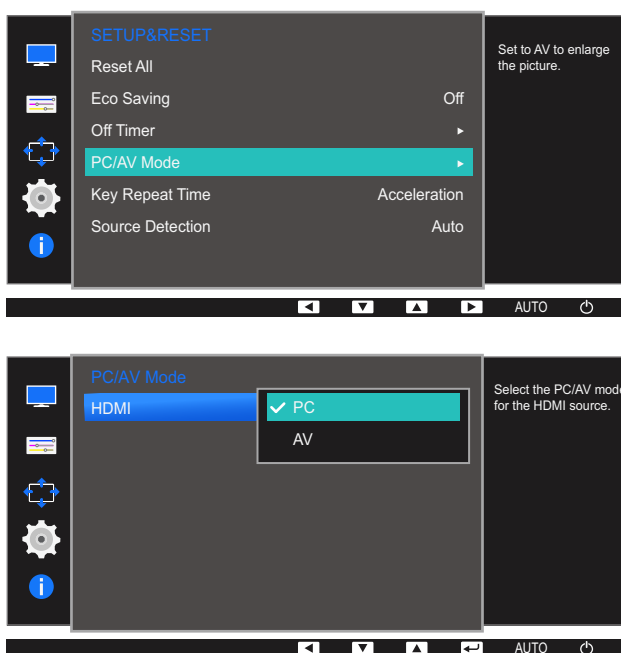 SETUP&RESET
Reset All
Eco Saving Off
Off Timer
PC/AV Mode
Key Repeat Time Acceleration
Source Detection Auto
Set to AV to enlarge
the picture.
AUTO
PC/AV Mode
HDMI
PC
AV
Select the PC/AV mode
for the HDMI source.
AUTO